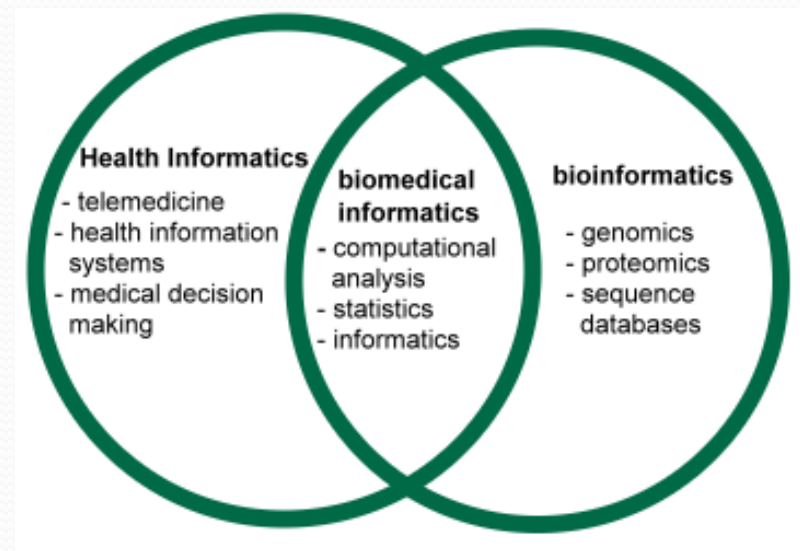 Health Informatics
- telemedicine
- health information
systems
- medical decision
making
biomedical
informatics
- computational
analysis
- statistics
- informatics
bioinformatics
- genomics
- proteomics
- sequence
databases